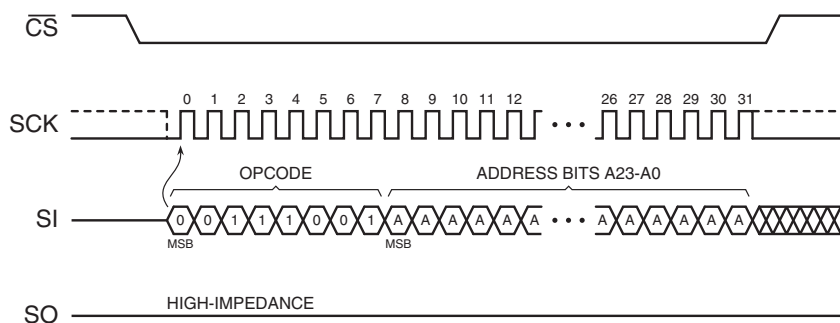 CS
0 1 2 3 4 5 6 7 8 9 10 11 12 26 27 28 29 30 31
SCK
OPCODE ADDRESS BITS A23-A0
SI 0 0 1 1 1 0 0 1 A A A A A A A A A A A A
MSB MSB
HIGH-IMPEDANCE
SO